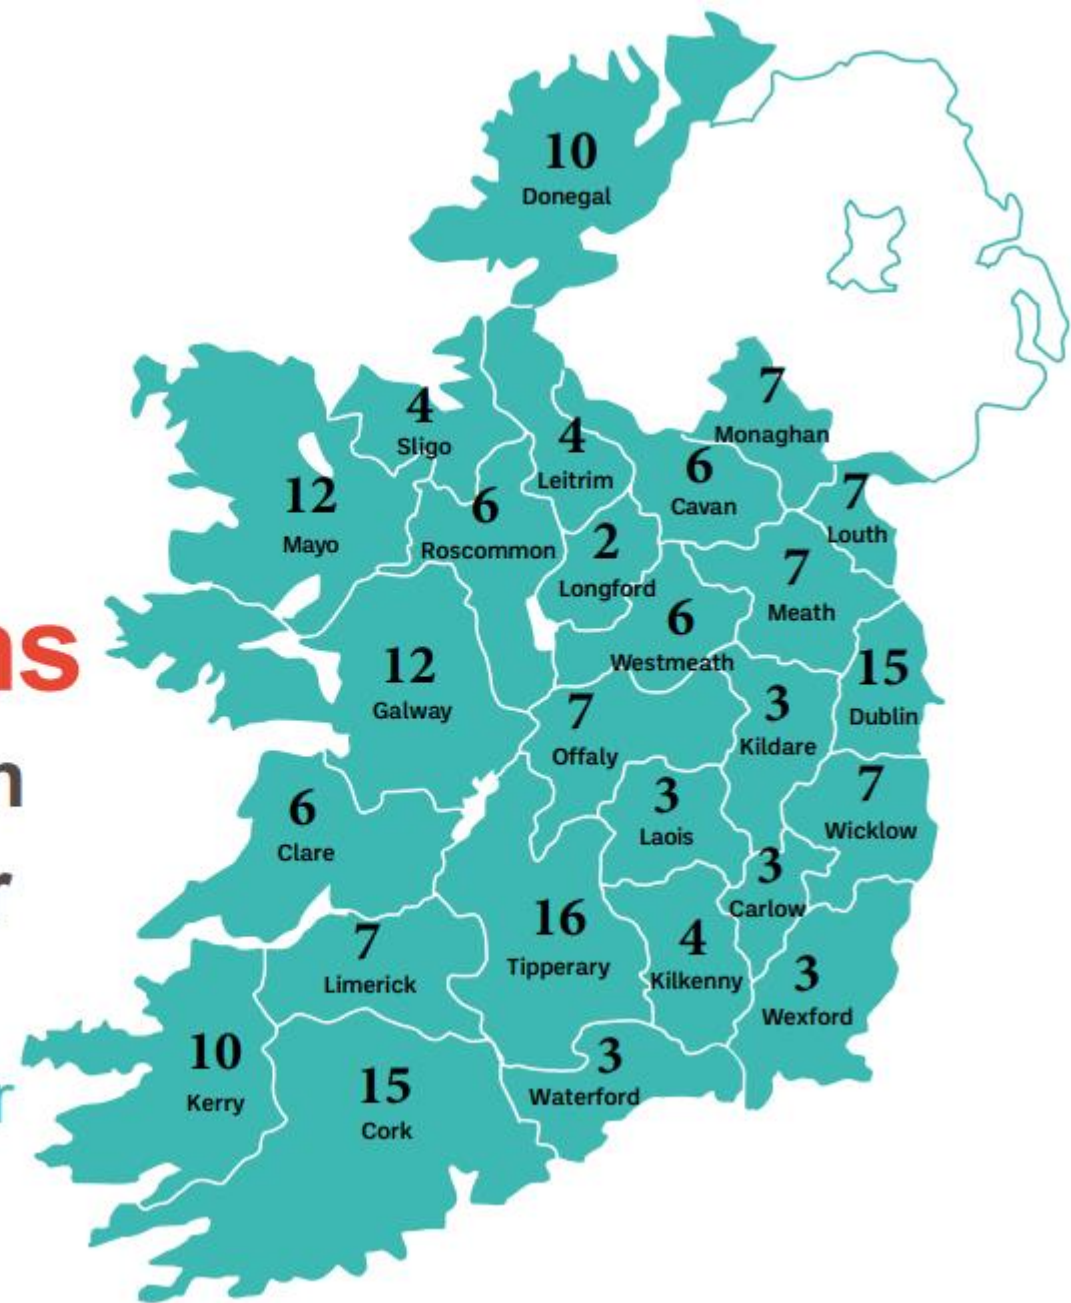 10
Donegal
7
Monaghan
4
Sligo
4
Leitrim
6
Cavan
7
Louth
12
Mayo
6
Roscommon
2
Longford
7
Meath
6
Westmeath
ns
12
Galway
15
Dublin
7
Offaly
3
Kildare
n
6
Clare
3
Laois
7
Wicklow
r
3
Carlow
16
Tipperary
4
Kilkenny
7
Limerick
3
Wexford
10
Kerry
3
Waterford
15
Cork
r